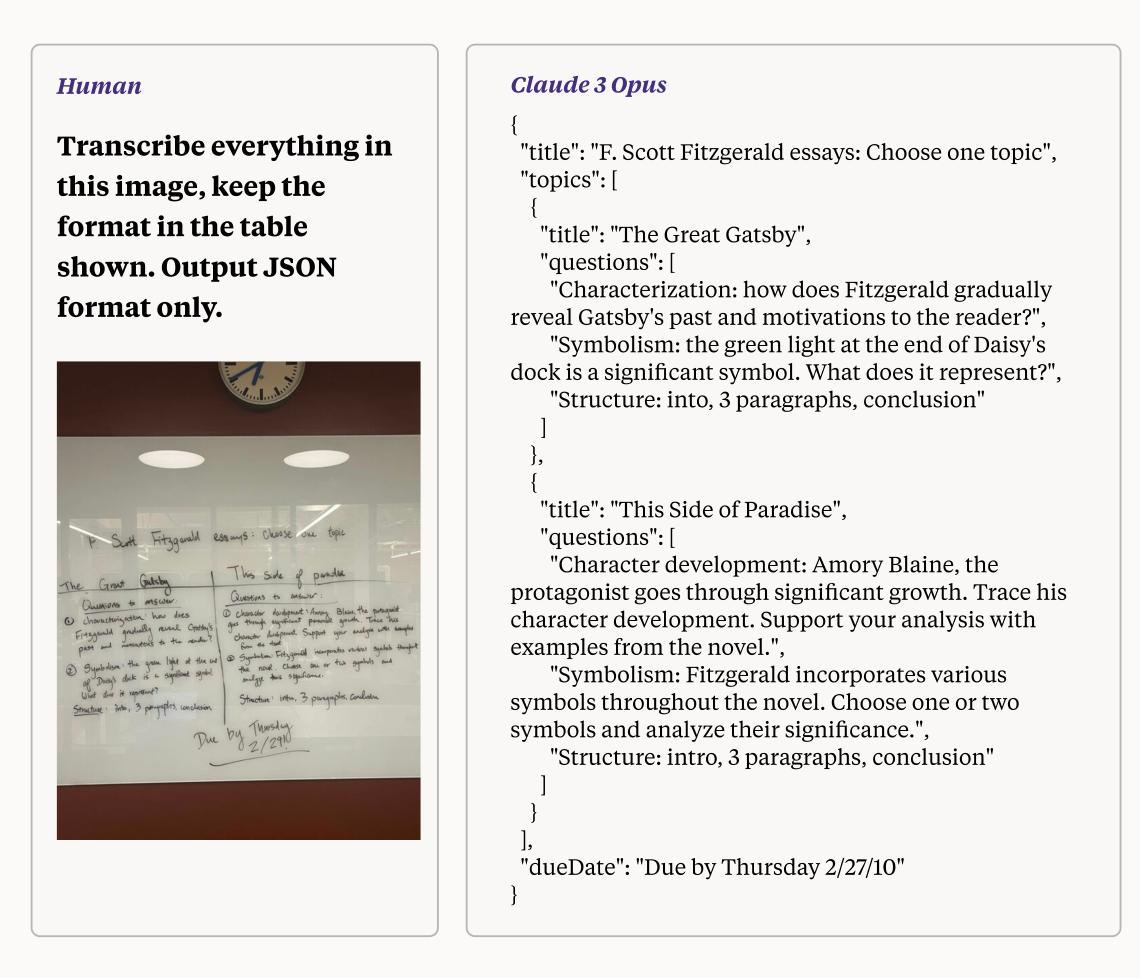 Human
Transcribe everything in
this image, keep the
format in the table
shown. Output JSON
format only.
F Scott Fitzgerald essays: Choose one topic
The Great Gatsby
Questions to answer:
① Characterization: how does
Fitzgerald gradually reveal Gatsby's
past and motivations to the reader?
② Symbolism: the green light at the end
of Daisy's dock is a significant symbol.
What does it represent?
Structure: into, 3 paragraphs, conclusion
This Side of paradise
Questions to answer:
① Character development: Amory Blaine, the protagonist
goes through significant personal growth. Trace his
character development. Support your analysis with examples
from the text
② Symbolism: Fitzgerald incorporates various symbols throughout
the novel. Choose one or two symbols and
analyze their significance.
Structure: intro, 3 paragraphs, conclusion
Due by Thursday
2/29!
Claude 3 Opus
{
"title": "F. Scott Fitzgerald essays: Choose one topic",
"topics": [
{
"title": "The Great Gatsby",
"questions": [
"Characterization: how does Fitzgerald gradually
reveal Gatsby's past and motivations to the reader?",
"Symbolism: the green light at the end of Daisy's
dock is a significant symbol. What does it represent?",
"Structure: into, 3 paragraphs, conclusion"
]
},
{
"title": "This Side of Paradise",
"questions": [
"Character development: Amory Blaine, the
protagonist goes through significant growth. Trace his
character development. Support your analysis with
examples from the novel.",
"Symbolism: Fitzgerald incorporates various
symbols throughout the novel. Choose one or two
symbols and analyze their significance.",
"Structure: intro, 3 paragraphs, conclusion"
]
}
],
"dueDate": "Due by Thursday 2/27/10"
}